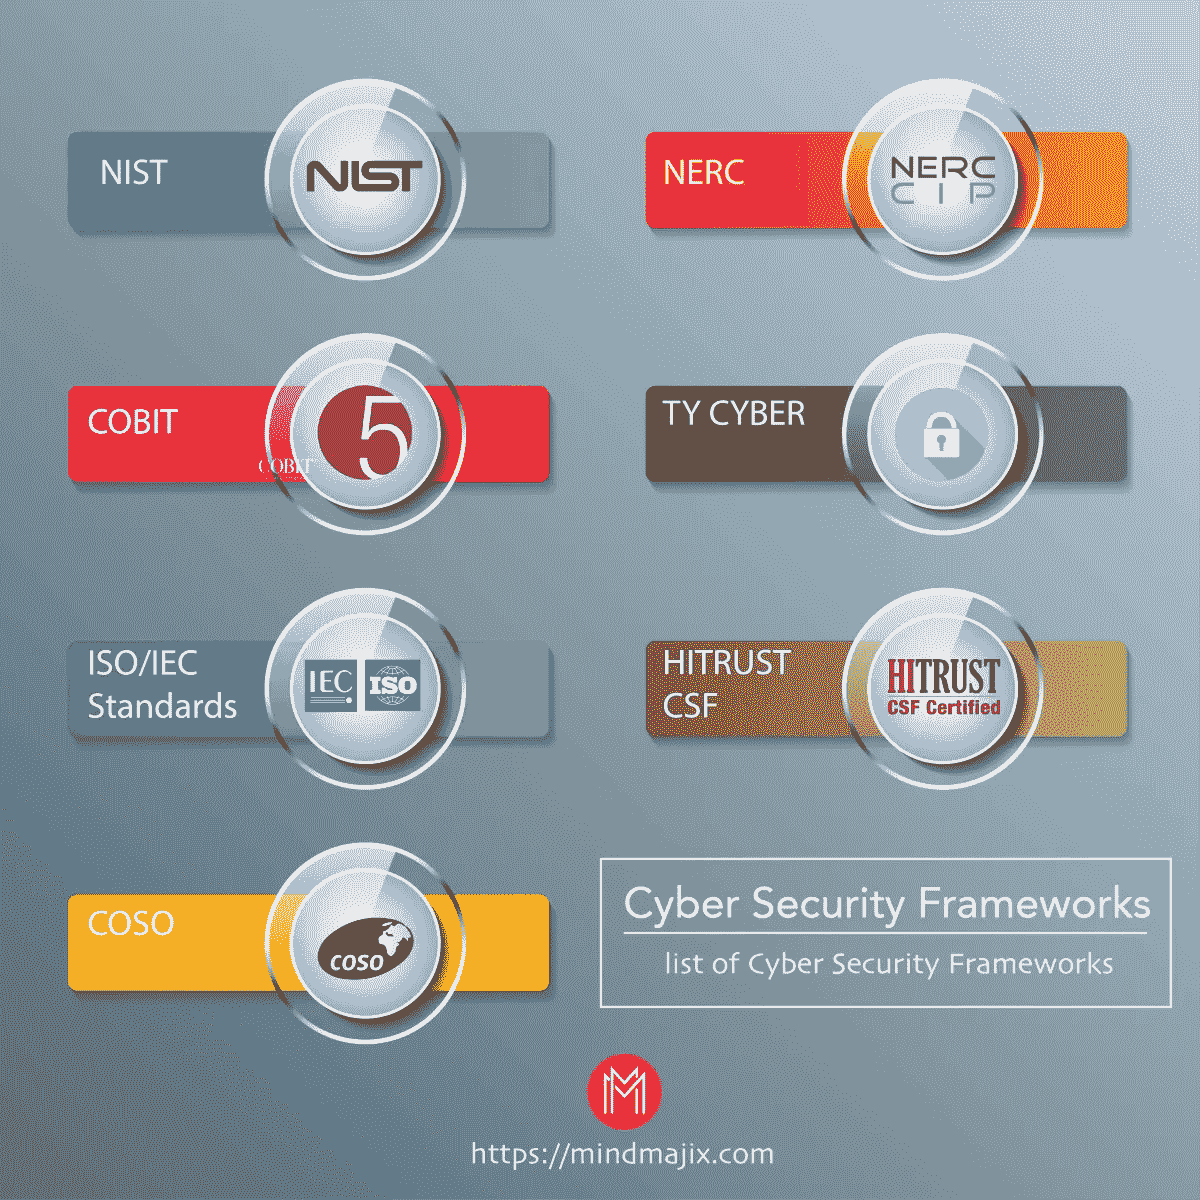 NIST
NIST
NERC
NERC
CIP
COBIT
5
COBIT
TY CYBER
ISO/IEC
Standards
IEC
ISO
HITRUST
CSF
HITRUST
CSF Certified
COSO
COSO
Cyber Security Frameworks
list of Cyber Security Frameworks
M
https://mindmajix.com